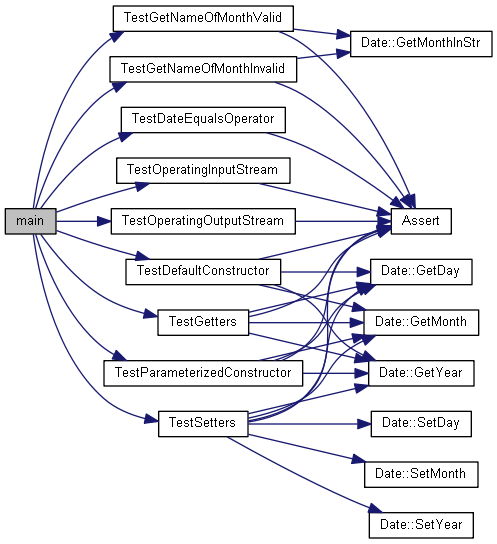 TestGetNameOfMonthValid
Date::GetMonthInStr
TestGetNameOfMonthInvalid
TestDateEqualsOperator
TestOperatingInputStream
main
TestOperatingOutputStream
Assert
TestDefaultConstructor
Date::GetDay
TestGetters
Date::GetMonth
TestParameterizedConstructor
Date::GetYear
TestSetters
Date::SetDay
Date::SetMonth
Date::SetYear